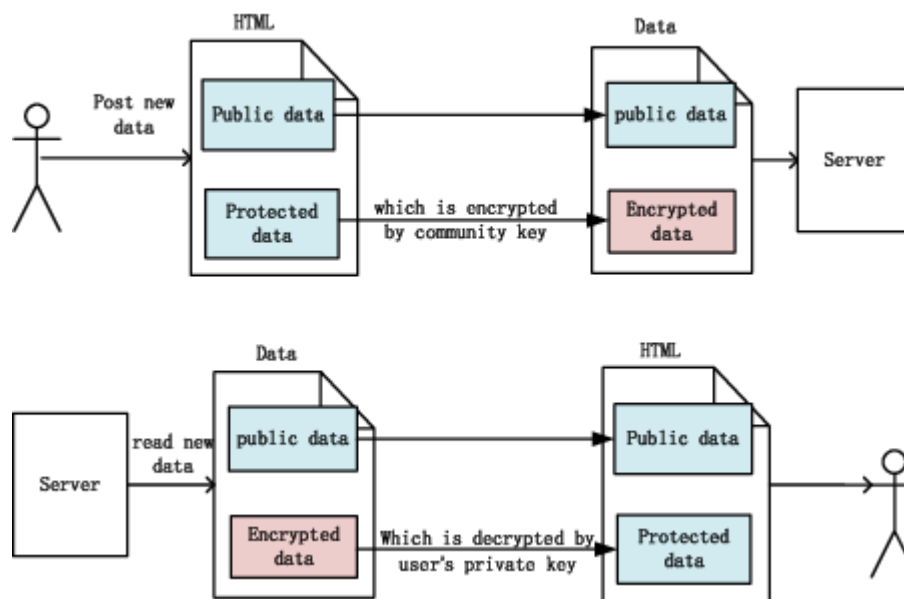 HTML
Data
Post new
data
Public data
public data
Server
Protected
data
which is encrypted
by community key
Encrypted
data
Data
HTML
Server
read new
data
public data
Public data
Encrypted
data
Which is decrypted by
user's private key
Protected
data